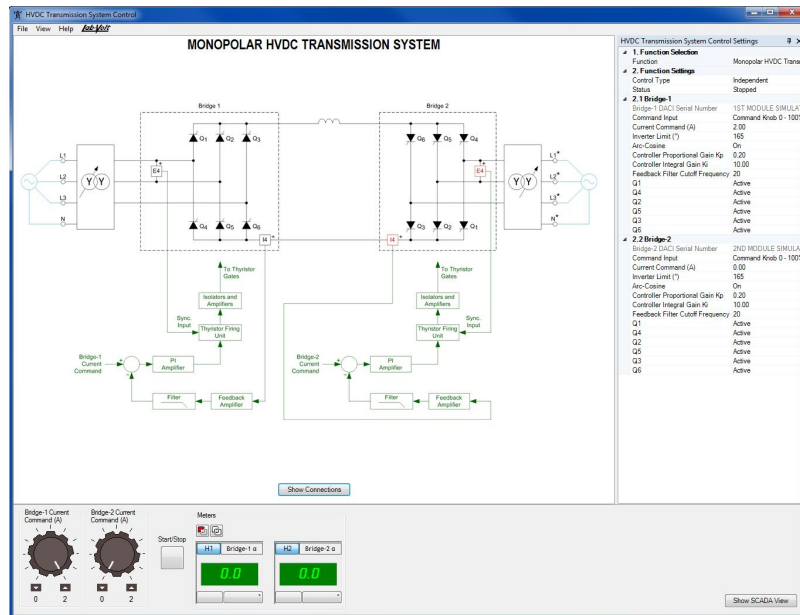 HVDC Transmission System Control
File View Help Lab-Volt
MONOPOLAR HVDC TRANSMISSION SYSTEM
Bridge 1
Bridge 2
Q1 Q2 Q3
Q6 Q5 Q4
L1
L2
L3
N
Y Y
E4
+
E4
+
Y Y
L1*
L2*
L3*
N*
Q4 Q5 Q6
Q3 Q2 Q1
I4
+
I4
+
To Thyristor
Gates
Isolators and
Amplifiers
Sync.
Input
Thyristor Firing
Unit
Bridge-1
Current
Command
+
−
PI
Amplifier
Filter
Feedback
Amplifier
To Thyristor
Gates
Isolators and
Amplifiers
Sync.
Input
Thyristor Firing
Unit
Bridge-2
Current
Command
+
−
PI
Amplifier
Filter
Feedback
Amplifier
Show Connections
HVDC Transmission System Control Settings
1. Function Selection
Function Monopolar HVDC Trans
2. Function Settings
Control Type Independent
Status Stopped
2.1 Bridge-1
Bridge-1 DACI Serial Number 1ST MODULE SIMULA
Command Input Command Knob 0 - 100%
Current Command (A) 2.00
Inverter Limit (°) 165
Arc-Cosine On
Controller Proportional Gain Kp 0.20
Controller Integral Gain Ki 10.00
Feedback Filter Cutoff Frequency 20
Q1 Active
Q4 Active
Q2 Active
Q5 Active
Q3 Active
Q6 Active
2.2 Bridge-2
Bridge-2 DACI Serial Number 2ND MODULE SIMULA
Command Input Command Knob 0 - 100%
Current Command (A) 0.00
Inverter Limit (°) 165
Arc-Cosine On
Controller Proportional Gain Kp 0.20
Controller Integral Gain Ki 10.00
Feedback Filter Cutoff Frequency 20
Q1 Active
Q4 Active
Q2 Active
Q5 Active
Q3 Active
Q6 Active
Bridge-1 Current
Command (A)
0 2
Bridge-2 Current
Command (A)
0 2
Start/Stop
Meters
H1 Bridge-1 α
0.0
H2 Bridge-2 α
0.0
Show SCADA View